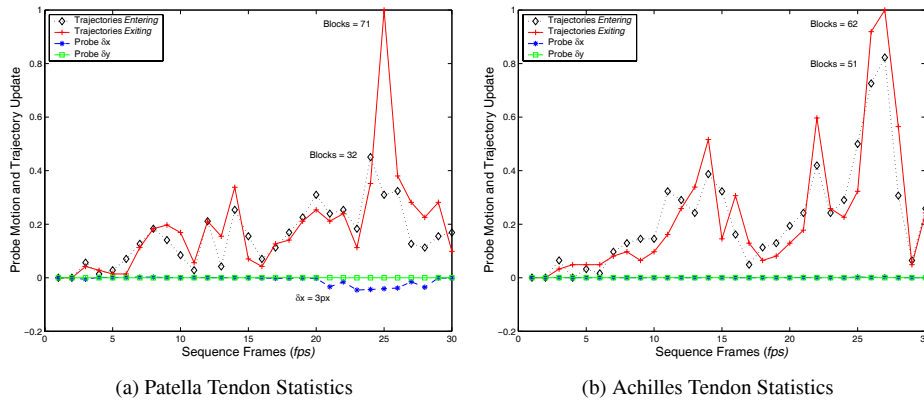 Trajectories Entering
Trajectories Exiting
Probe δx
Probe δy
Blocks = 71
Blocks = 32
δx = 3px
Probe Motion and Trajectory Update
1
0.8
0.6
0.4
0.2
0
−0.2
0 5 10 15 20 25 30
Sequence Frames (fps)
(a) Patella Tendon Statistics
Trajectories Entering
Trajectories Exiting
Probe δx
Probe δy
Blocks = 62
Blocks = 51
Probe Motion and Trajectory Update
1
0.8
0.6
0.4
0.2
0
−0.2
0 5 10 15 20 25 30
Sequence Frames (fps)
(b) Achilles Tendon Statistics